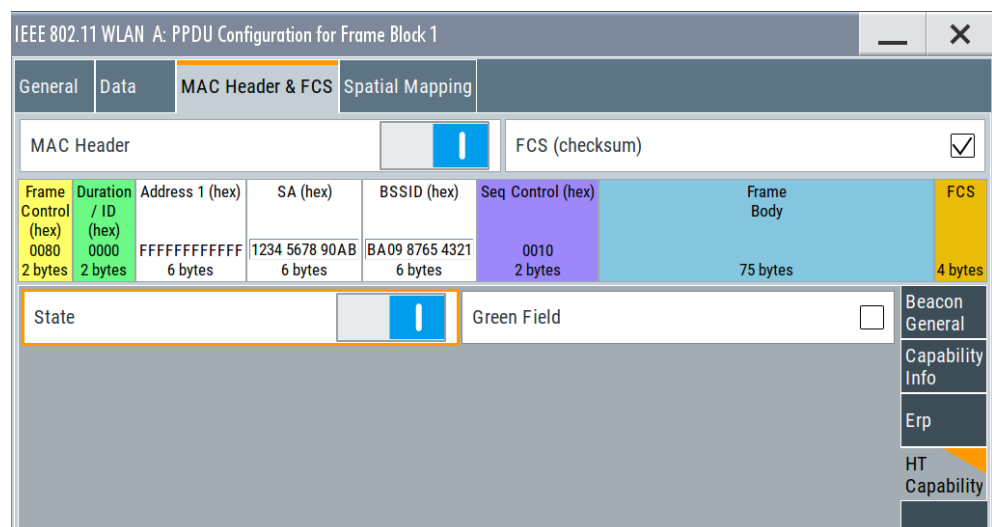 IEEE 802.11 WLAN A: PPDU Configuration for Frame Block 1
General
Data
MAC Header & FCS
Spatial Mapping
MAC Header
FCS (checksum)
Frame
Control
(hex)
0080
2 bytes
Duration
/ ID
(hex)
0000
2 bytes
Address 1 (hex)
FFFFFFFFFFFF
6 bytes
SA (hex)
1234 5678 90AB
6 bytes
BSSID (hex)
BA09 8765 4321
6 bytes
Seq Control (hex)
0010
2 bytes
Frame
Body
75 bytes
FCS
4 bytes
State
Green Field
Beacon
General
Capability
Info
Erp
HT
Capability